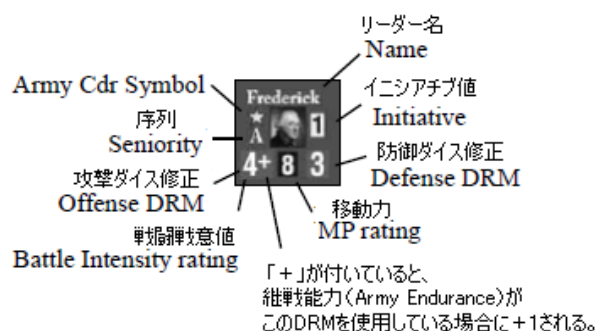 リーダー名
Name
Army Cdr Symbol
イニシアチブ値
Initiative
序列
Seniority
Frederick
A
1
4+ 8 3
攻撃ダイス修正
Offense DRM
防御ダイス修正
Defense DRM
移動力
MP rating
戦闘戦意値
Battle Intensity rating
「+」が付いていると、
継戦能力(Army Endurance)が
このDRMを使用している場合に+1される。